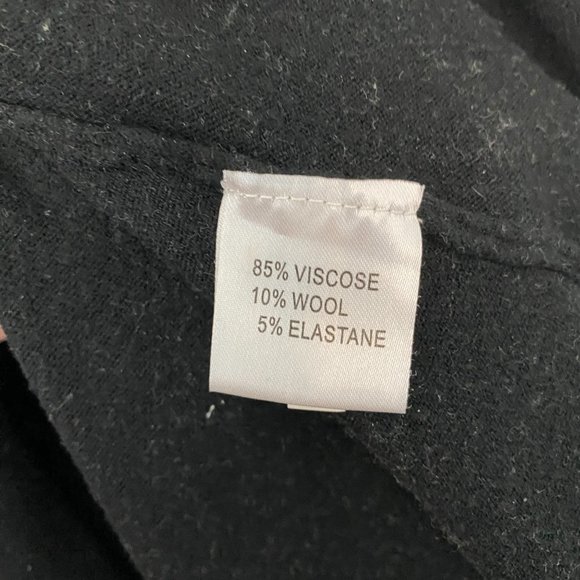 85% VISCOSE
10% WOOL
5% ELASTANE